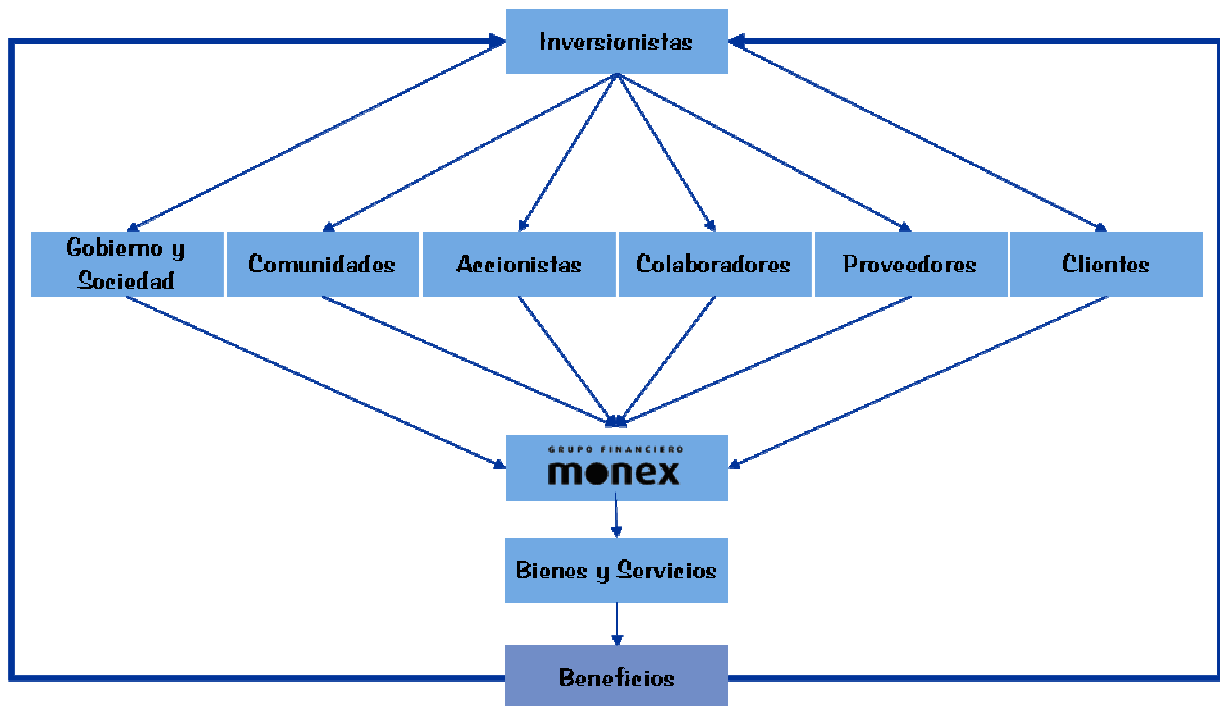 Inversionistas
Gobierno y
Sociedad
Comunidades
Accionistas
Colaboradores
Proveedores
Clientes
GRUPO FINANCIERO
monex
Bienes y Servicios
Beneficios